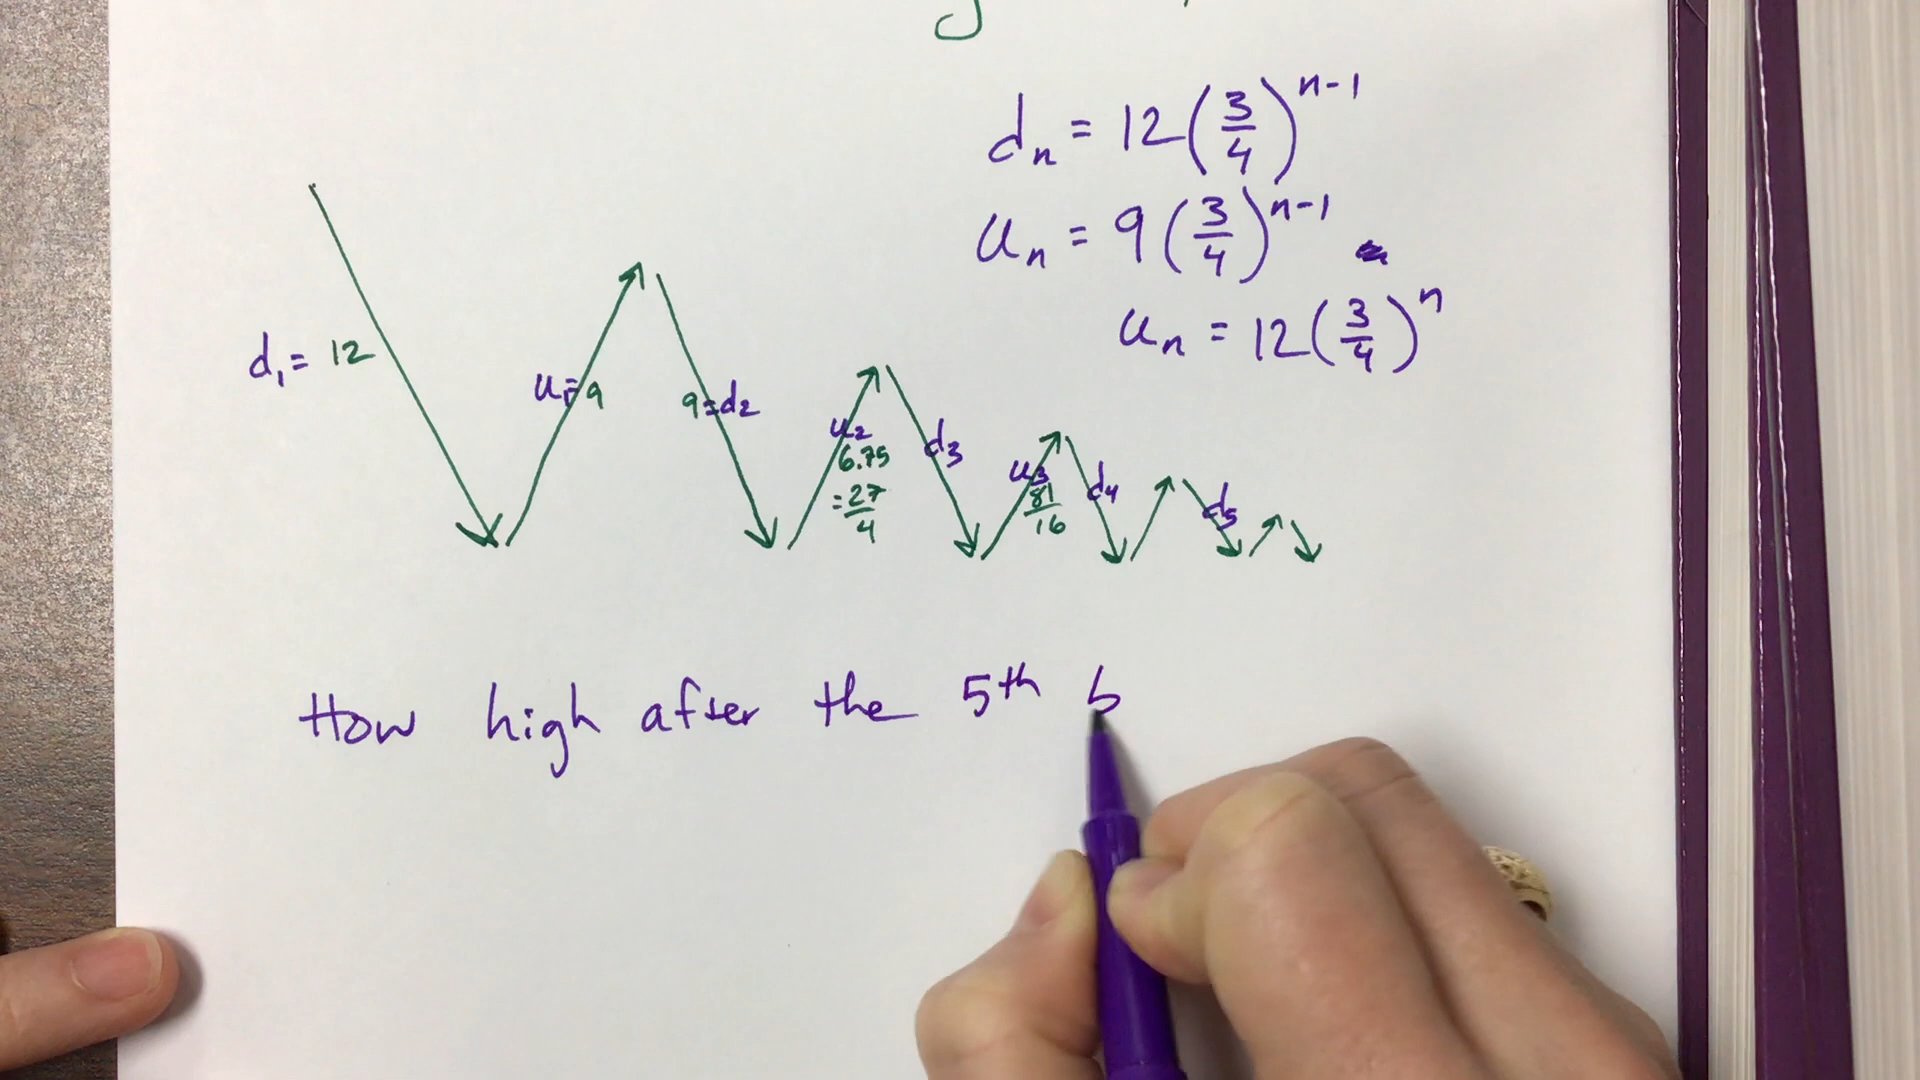 dₙ = 12(3/4)ⁿ⁻¹
uₙ = 9(3/4)ⁿ⁻¹
uₙ = 12(3/4)ⁿ
d₁ = 12
u₁ = 9
9 = d₂
u₂
6.75
= 27/4
d₃
u₃
81/16
d₄
d₅
How high after the 5th b